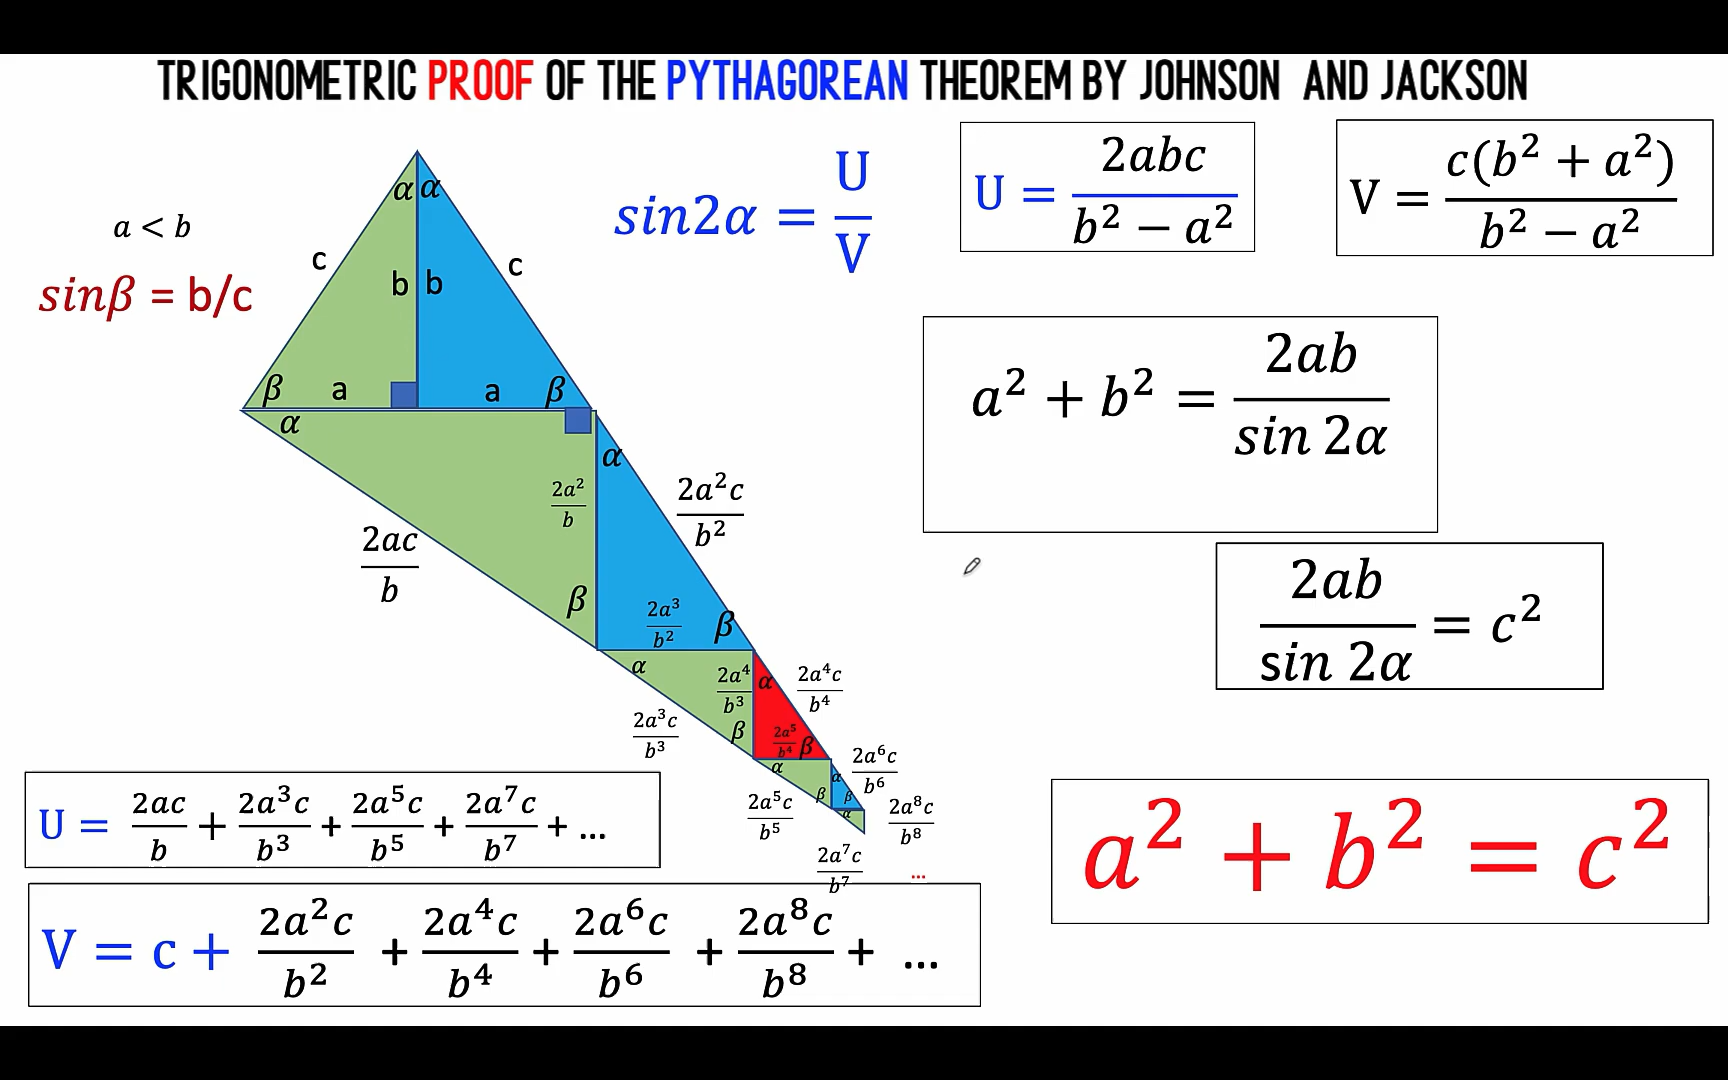 TRIGONOMETRIC PROOF OF THE PYTHAGOREAN THEOREM BY JOHNSON AND JACKSON
a < b
sinβ = b/c
α α
c
b b
c
β a
a β
α
α
2a²/b
2a²c/b²
2ac/b
β
2a³/b²
β
α
2a⁴/b³
α
2a⁴c/b⁴
2a³c/b³
β
2a⁵/b⁴
β
α
2a⁶c/b⁶
α
β
β
2a⁵c/b⁵
α
2a⁸c/b⁸
2a⁷c/b⁷
...
sin2α = U/V
U = 2abc/(b² − a²)
V = c(b² + a²)/(b² − a²)
a² + b² = 2ab/sin 2α
2ab/sin 2α = c²
U = 2ac/b + 2a³c/b³ + 2a⁵c/b⁵ + 2a⁷c/b⁷ + ...
V = c + 2a²c/b² + 2a⁴c/b⁴ + 2a⁶c/b⁶ + 2a⁸c/b⁸ + ...
a² + b² = c²